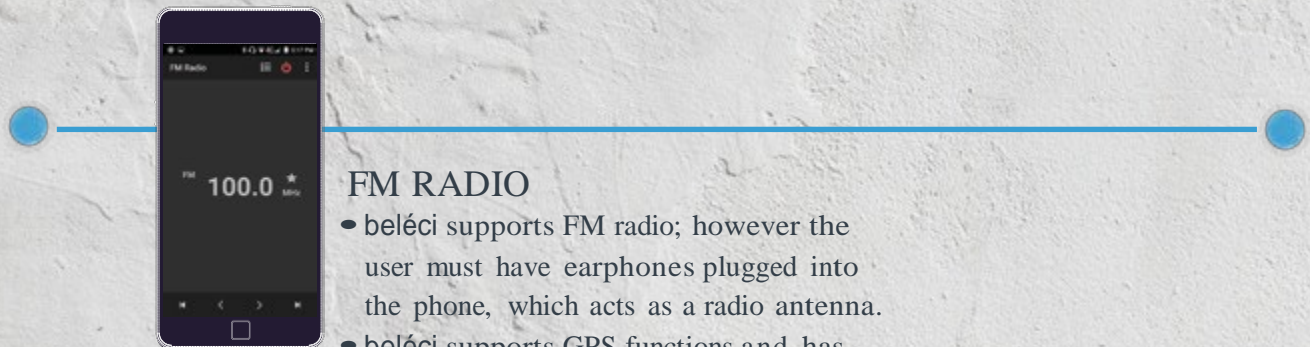 FM Radio
FM 100.0 MHz
FM RADIO
• beléci supports FM radio; however the
user must have earphones plugged into
the phone, which acts as a radio antenna.
• beléci supports GPS functions and has